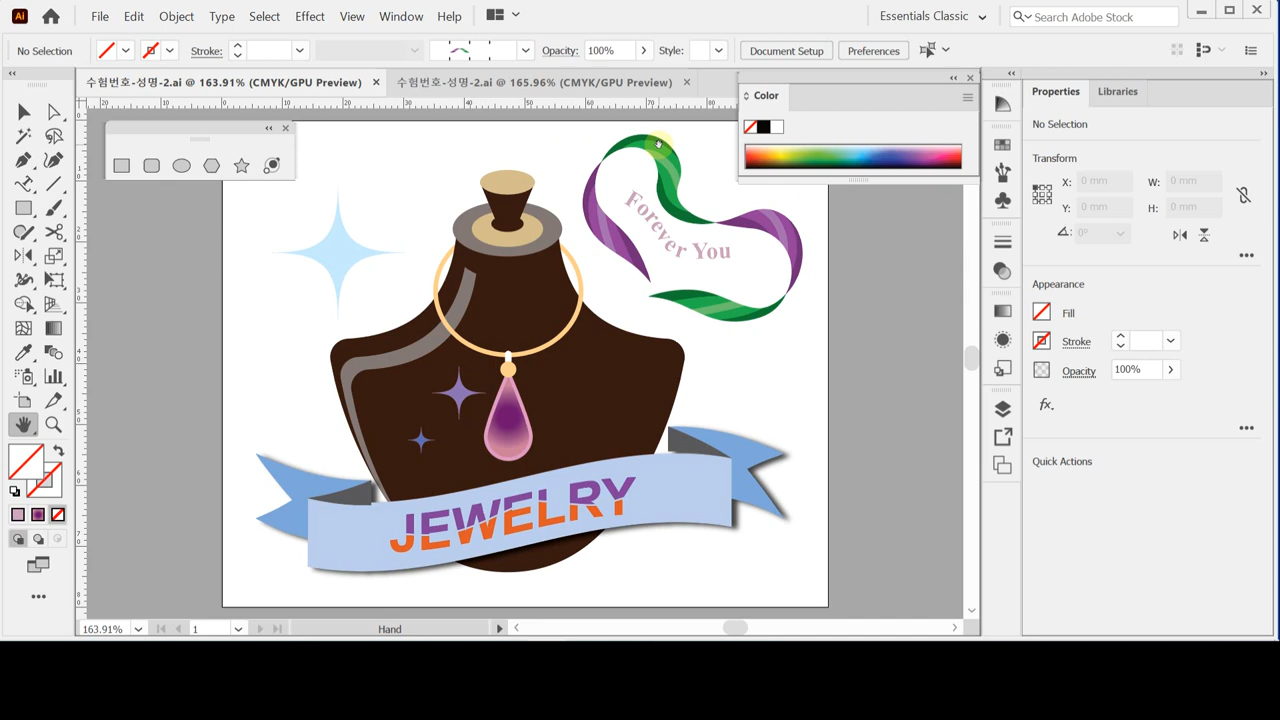 Ai File Edit Object Type Select Effect View Window Help Essentials Classic Search Adobe Stock
No Selection Stroke: Opacity: 100% Style: Document Setup Preferences
수험번호-성명-2.ai @ 163.91% (CMYK/GPU Preview) 수험번호-성명-2.ai @ 165.96% (CMYK/GPU Preview)
Color
Properties Libraries
No Selection
Transform
X: 0 mm W: 0 mm
Y: 0 mm H: 0 mm
0°
Appearance
Fill
Stroke
Opacity 100%
fx.
Quick Actions
Forever You
JEWELRY
163.91% 1 Hand